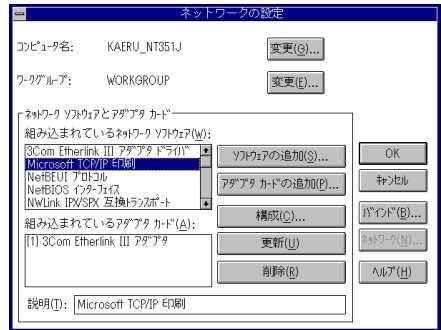 ネットワークの設定
コンピュータ名: KAERU_NT351J 変更(G)...
ワークグループ: WORKGROUP 変更(E)...
ネットワーク ソフトウェアとアダプタ カード
組み込まれているネットワーク ソフトウェア(W):
3Com Etherlink III アダプタ ドライバ
Microsoft TCP/IP 印刷
NetBEUI プロトコル
NetBIOS インターフェイス
NWLink IPX/SPX 互換トランスポート
ソフトウェアの追加(S)...
アダプタ カードの追加(P)...
構成(C)...
更新(U)
削除(R)
組み込まれているアダプタ カード(A):
[1] 3Com Etherlink III アダプタ
説明(T): Microsoft TCP/IP 印刷
OK
キャンセル
バインド(B)...
ネットワーク(N)...
ヘルプ(H)